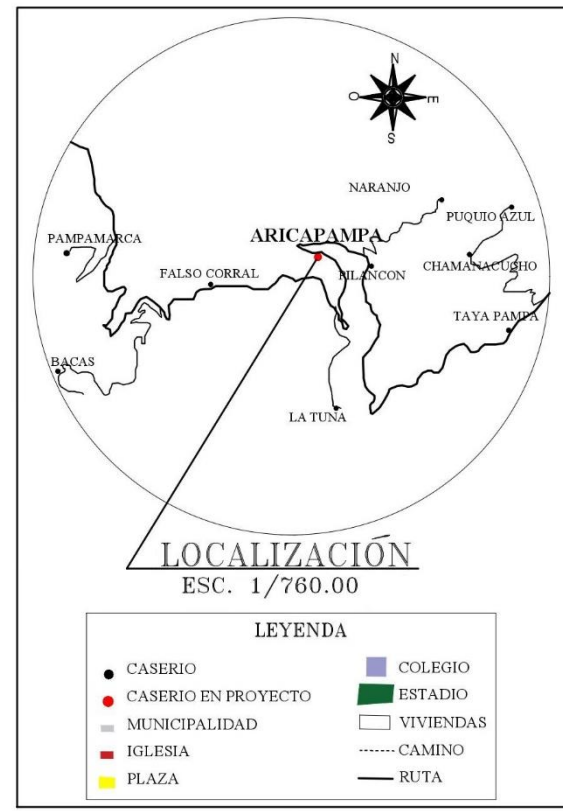 N
O
E
S
NARANJO
PUQUIO AZUL
PAMPAMARCA
ARICAPAMPA
FALSO CORRAL
PILANCON
CHAMANACUCHO
TAYA PAMPA
BACAS
LA TUNA
LOCALIZACIÓN
ESC. 1/760.00
LEYENDA
CASERIO
CASERIO EN PROYECTO
MUNICIPALIDAD
IGLESIA
PLAZA
COLEGIO
ESTADIO
VIVIENDAS
CAMINO
RUTA